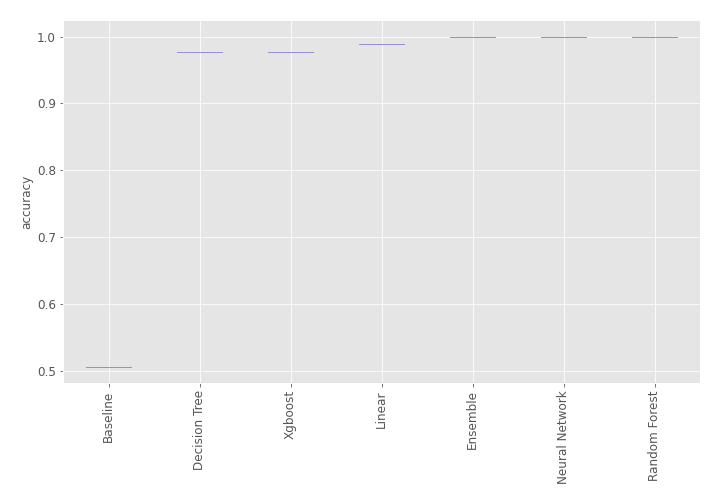 1.0
0.9
0.8
0.7
0.6
0.5
accuracy
Baseline
Decision Tree
Xgboost
Linear
Ensemble
Neural Network
Random Forest